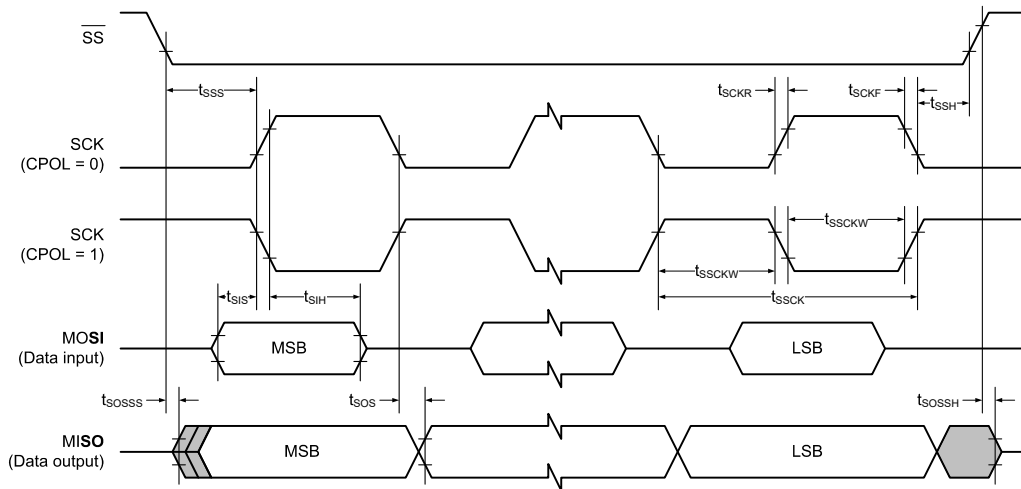 SS
tSSS
tSCKR
tSCKF
tSSH
SCK
(CPOL = 0)
SCK
(CPOL = 1)
tSSCKW
tSSCKW
tSIS
tSIH
tSSCK
MOSI
(Data input)
MSB
LSB
tSOSSS
tSOS
tSOSSH
MISO
(Data output)
MSB
LSB